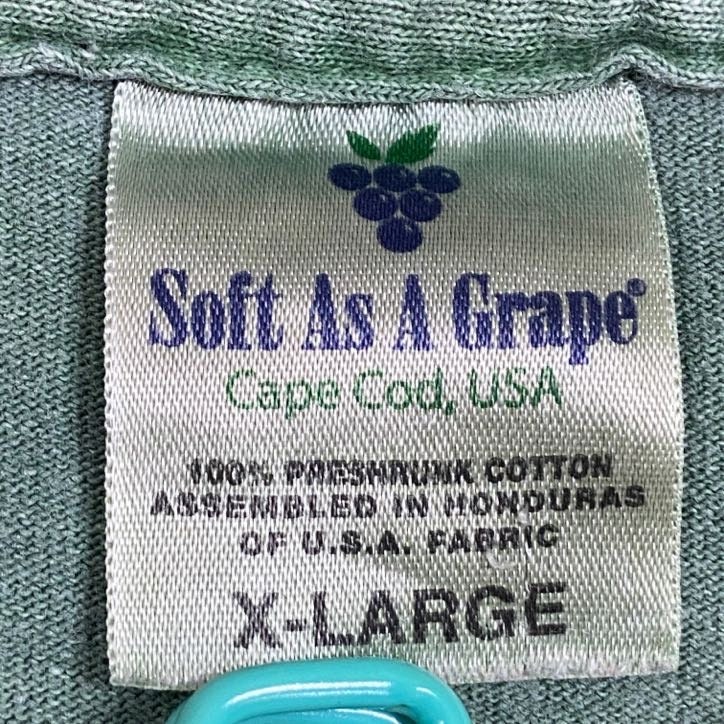 Soft As A Grape®
Cape Cod, USA
100% PRESHRUNK COTTON
ASSEMBLED IN HONDURAS
OF U.S.A. FABRIC
X-LARGE